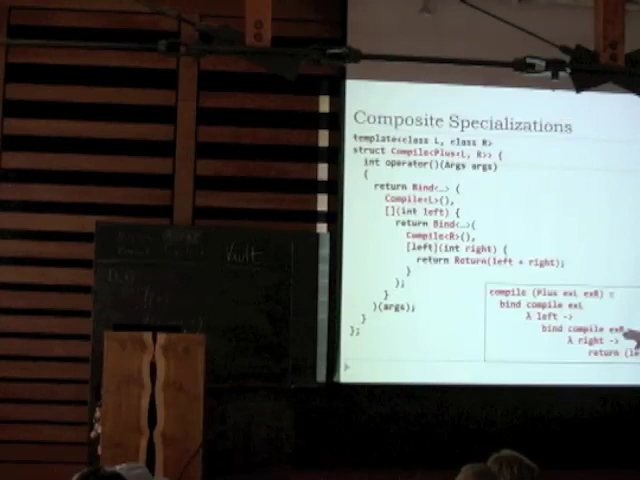 Composite Specializations
template<class L, class R>
struct Compile<Plus<L, R>> {
int operator()(Args args)
{
return Bind<…> (
Compile<L>(),
[](int left) {
return Bind<…>(
Compile<R>(),
[left](int right) {
return Return(left + right);
}
);
}
)(args);
}
};
compile (Plus exL exR) =
bind compile exL
λ left ->
bind compile exR
λ right ->
return (le
Vault